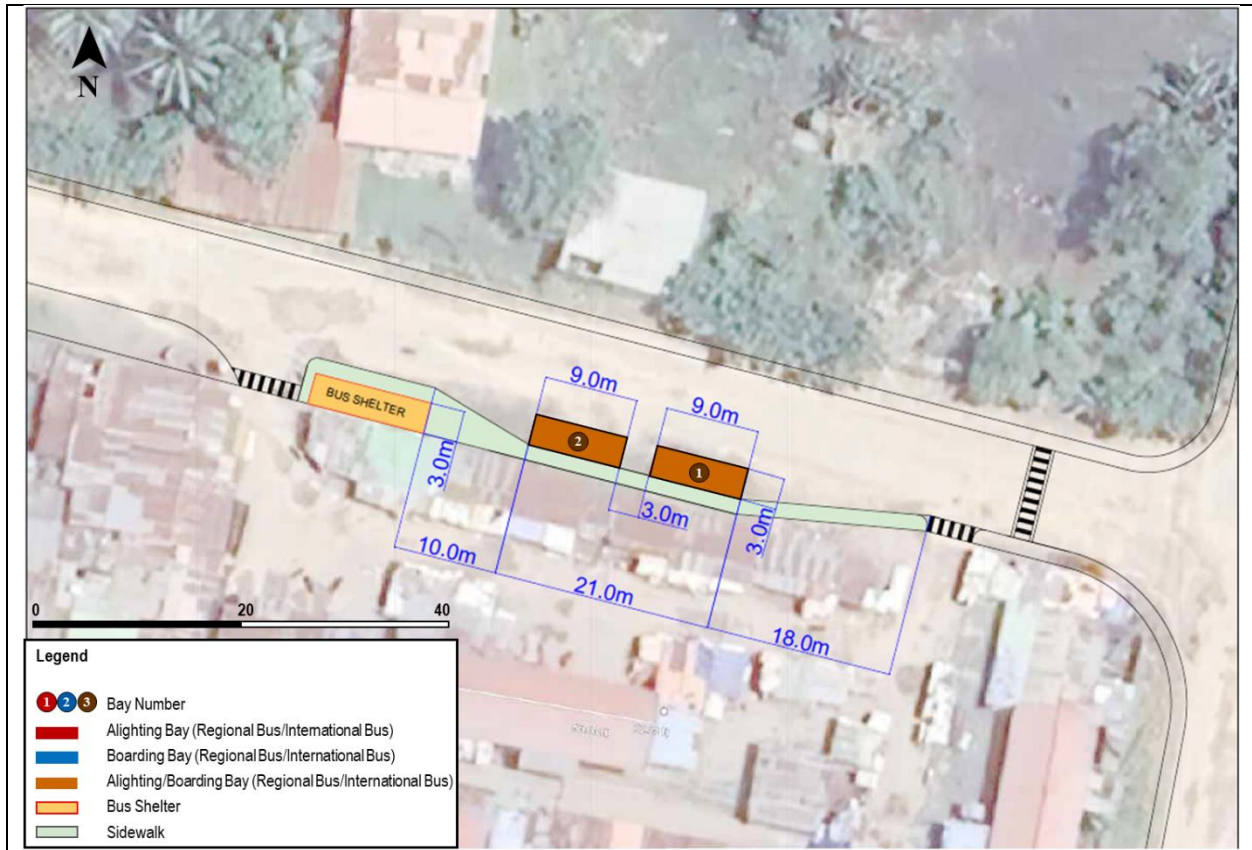 N
BUS SHELTER
9.0m
9.0m
2
1
3.0m
3.0m
3.0m
10.0m
21.0m
18.0m
0 20 40
Legend
1 2 3 Bay Number
Alighting Bay (Regional Bus/International Bus)
Boarding Bay (Regional Bus/International Bus)
Alighting/Boarding Bay (Regional Bus/International Bus)
Bus Shelter
Sidewalk